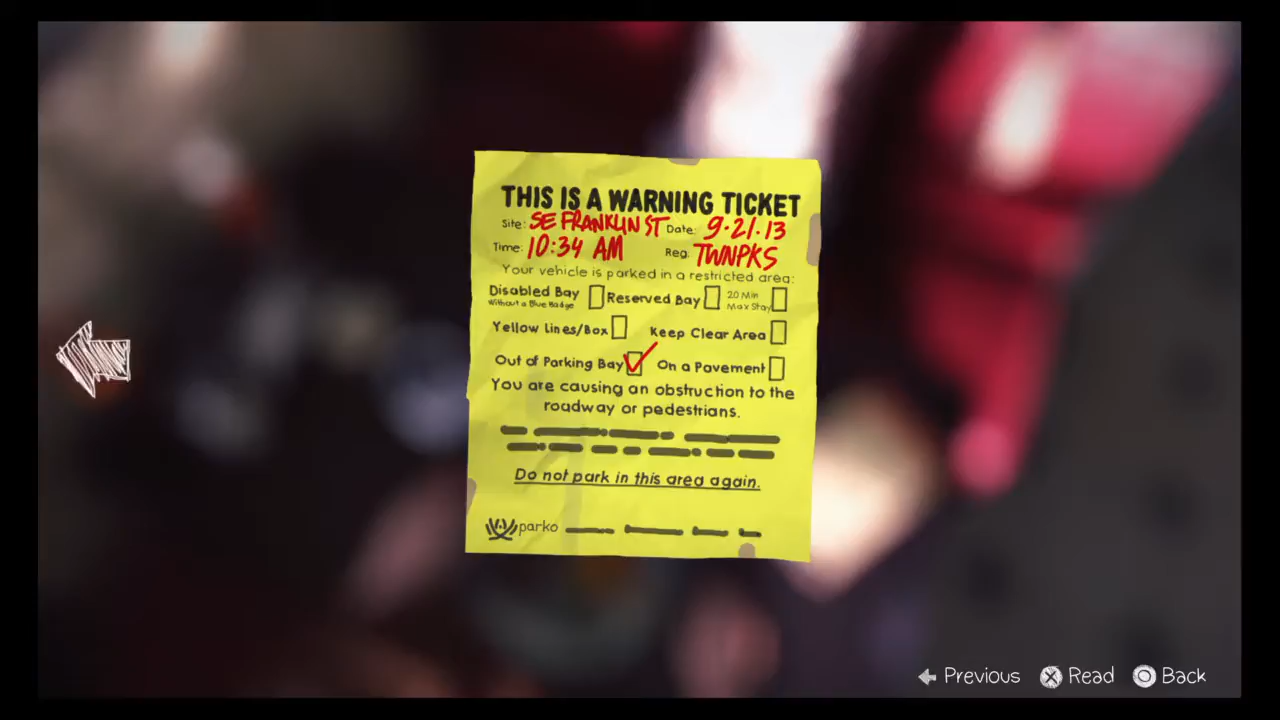 THIS IS A WARNING TICKET
Site: SE FRANKLIN ST Date: 9.21.13
Time: 10:34 AM Reg: TWNPKS
Your vehicle is parked in a restricted area:
Disabled Bay Reserved Bay 20 Min
Without a Blue Badge Max Stay
Yellow Lines/Box Keep Clear Area
Out of Parking Bay On a Pavement
You are causing an obstruction to the
roadway or pedestrians.
Do not park in this area again.
parko
Previous Read Back